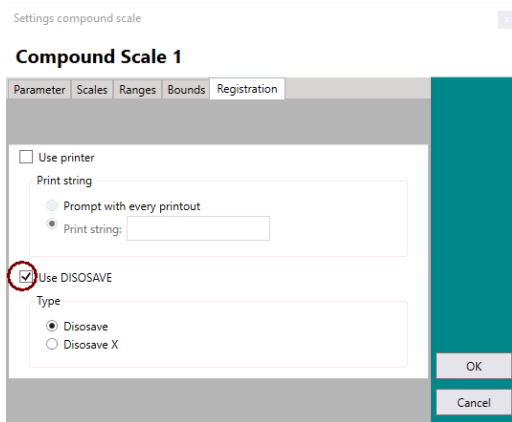 Settings compound scale
x
Compound Scale 1
Parameter Scales Ranges Bounds Registration
Use printer
Print string
Prompt with every printout
Print string:
Use DISOSAVE
Type
Disosave
Disosave X
OK
Cancel